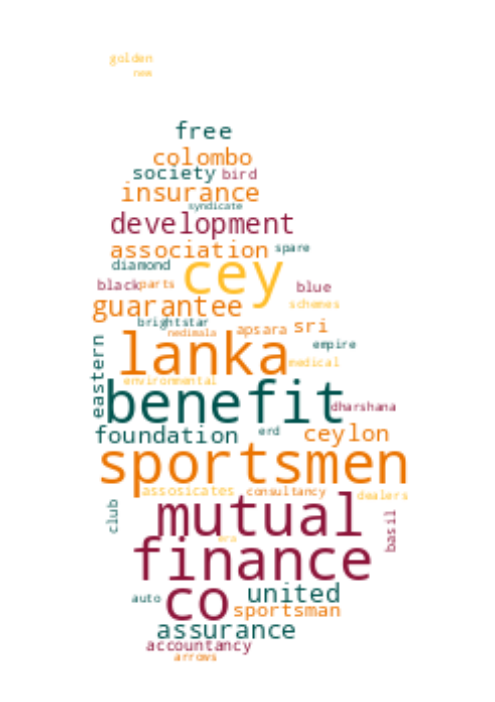 golden
new
free
colombo
society bird
insurance
syndicate
development
association spare
diamond cey
black parts blue
guarantee schemes
brightstar
nedimala apsara sri
eastern lanka empire
medical
environmental
benefit dharshana
foundation erd ceylon
sportsmen
assosicates consultancy dealers
club mutual basil
era
finance
auto co united
sportsman
assurance
accountancy
arrows